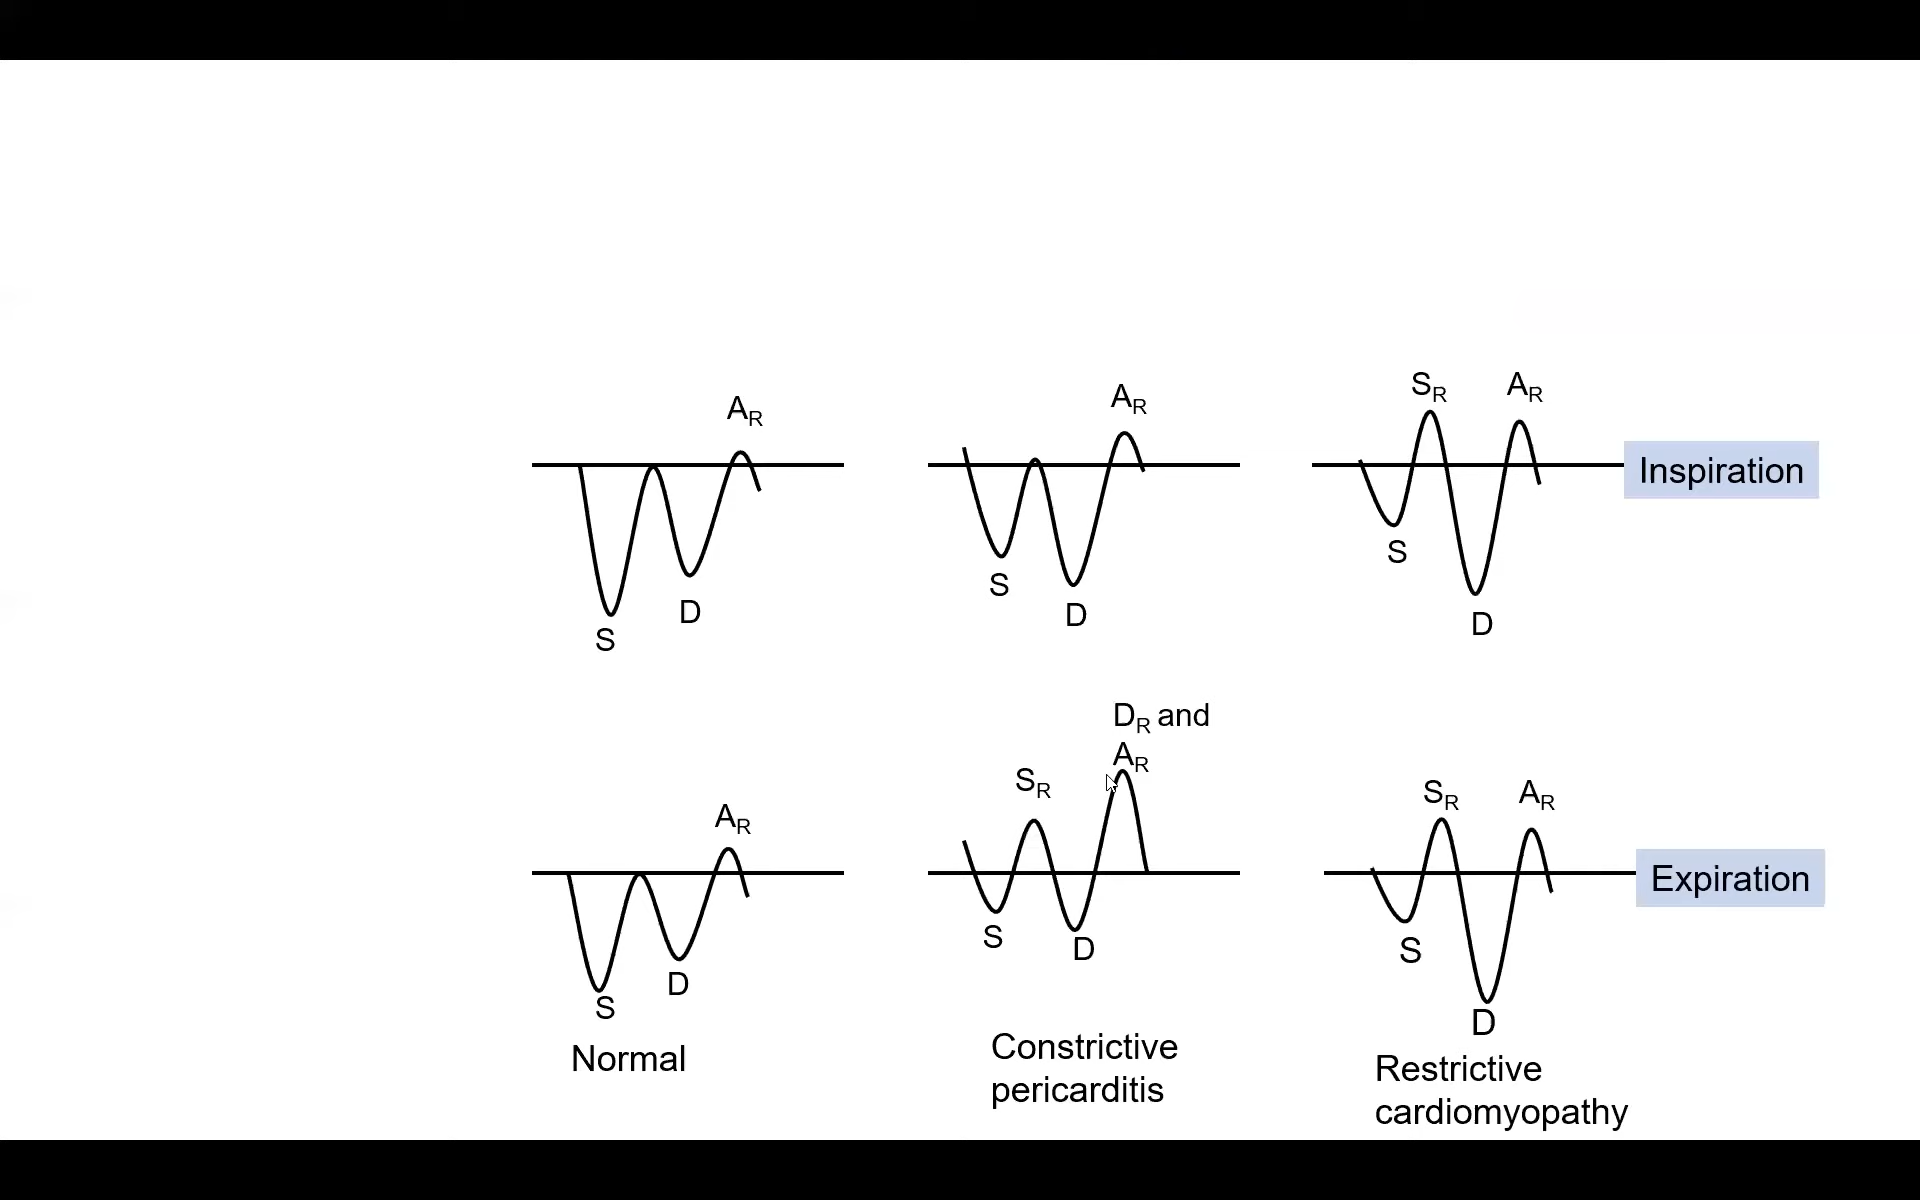 A_R
S
D
A_R
S
D
S_R
A_R
S
D
Inspiration
A_R
S
D
D_R and
A_R
S_R
S
D
S_R
A_R
S
D
Expiration
Normal
Constrictive
pericarditis
Restrictive
cardiomyopathy